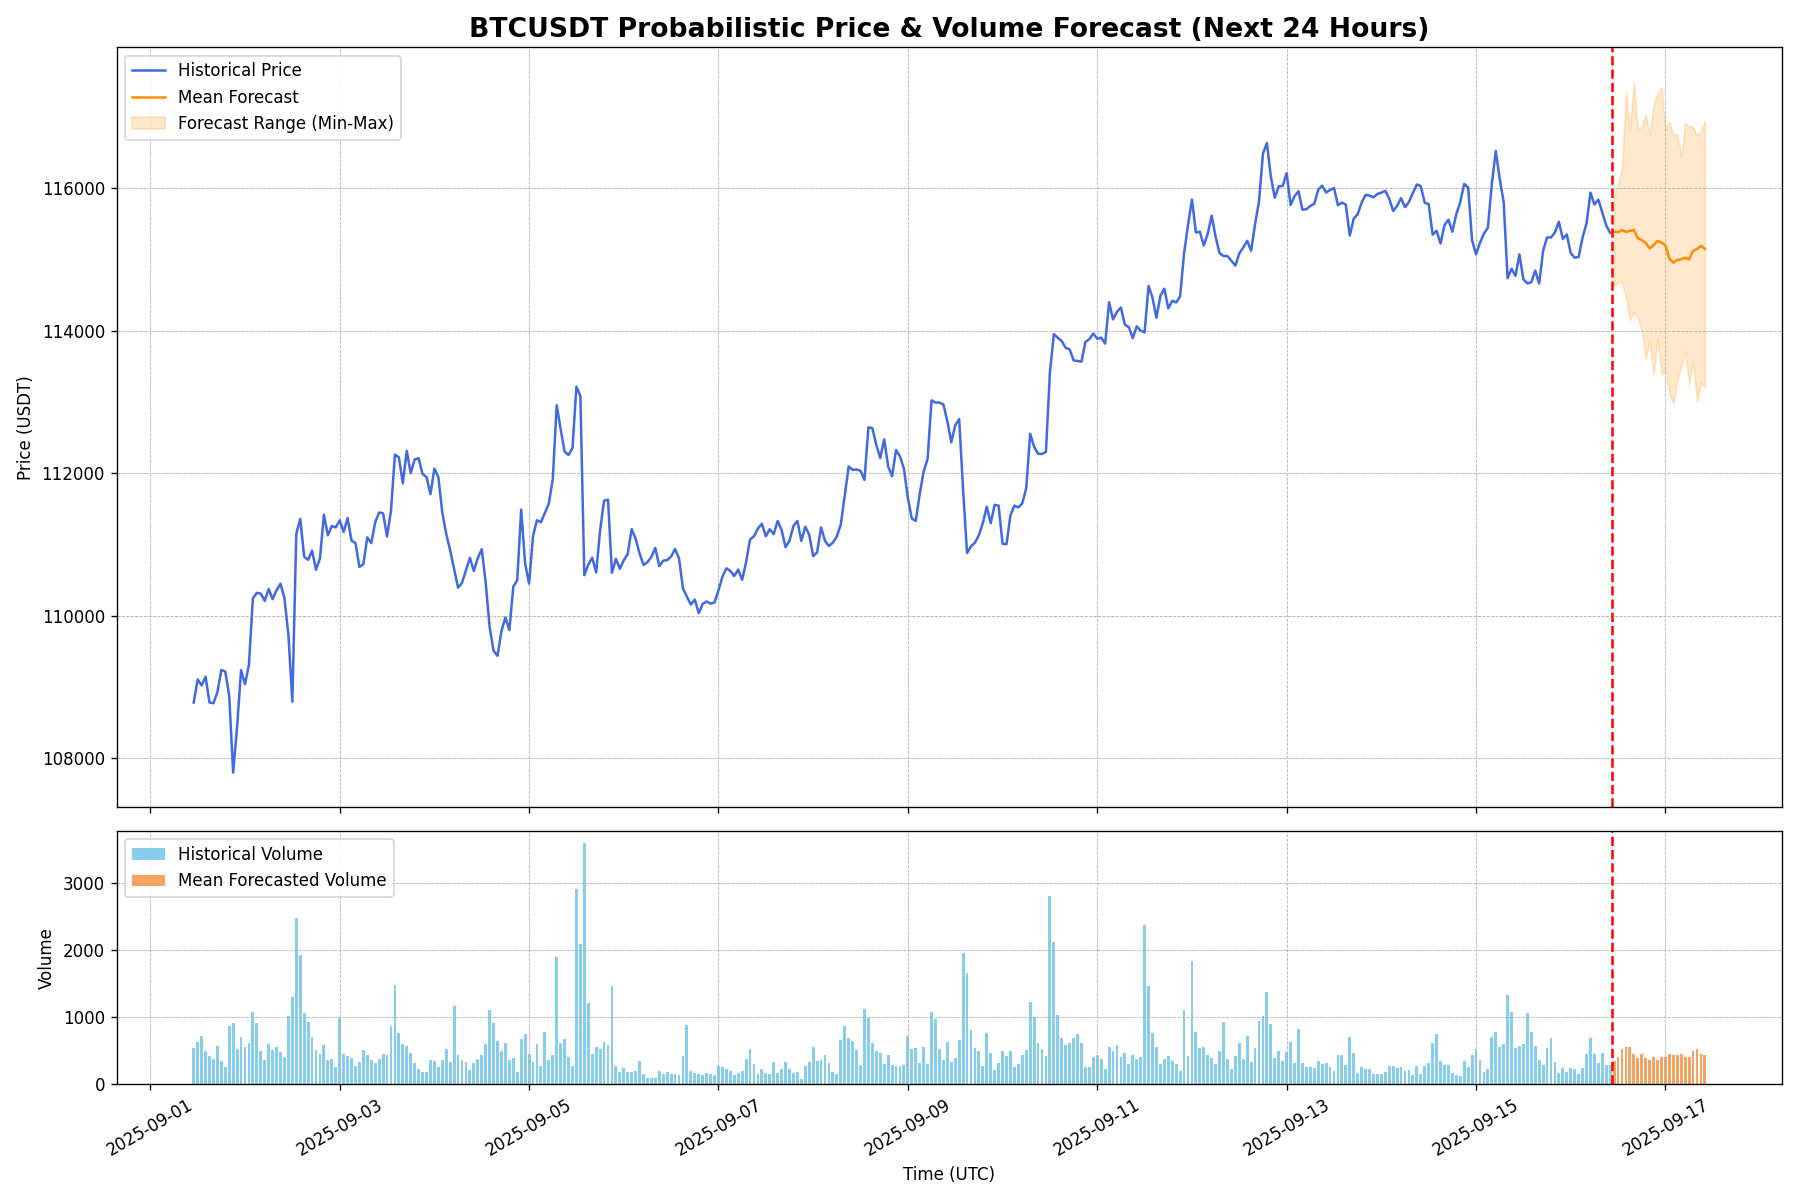 BTCUSDT Probabilistic Price & Volume Forecast (Next 24 Hours)
Historical Price
Mean Forecast
Forecast Range (Min-Max)
116000
114000
112000
110000
108000
Price (USDT)
Historical Volume
Mean Forecasted Volume
3000
2000
1000
0
Volume
2025-09-01
2025-09-03
2025-09-05
2025-09-07
2025-09-09
2025-09-11
2025-09-13
2025-09-15
2025-09-17
Time (UTC)